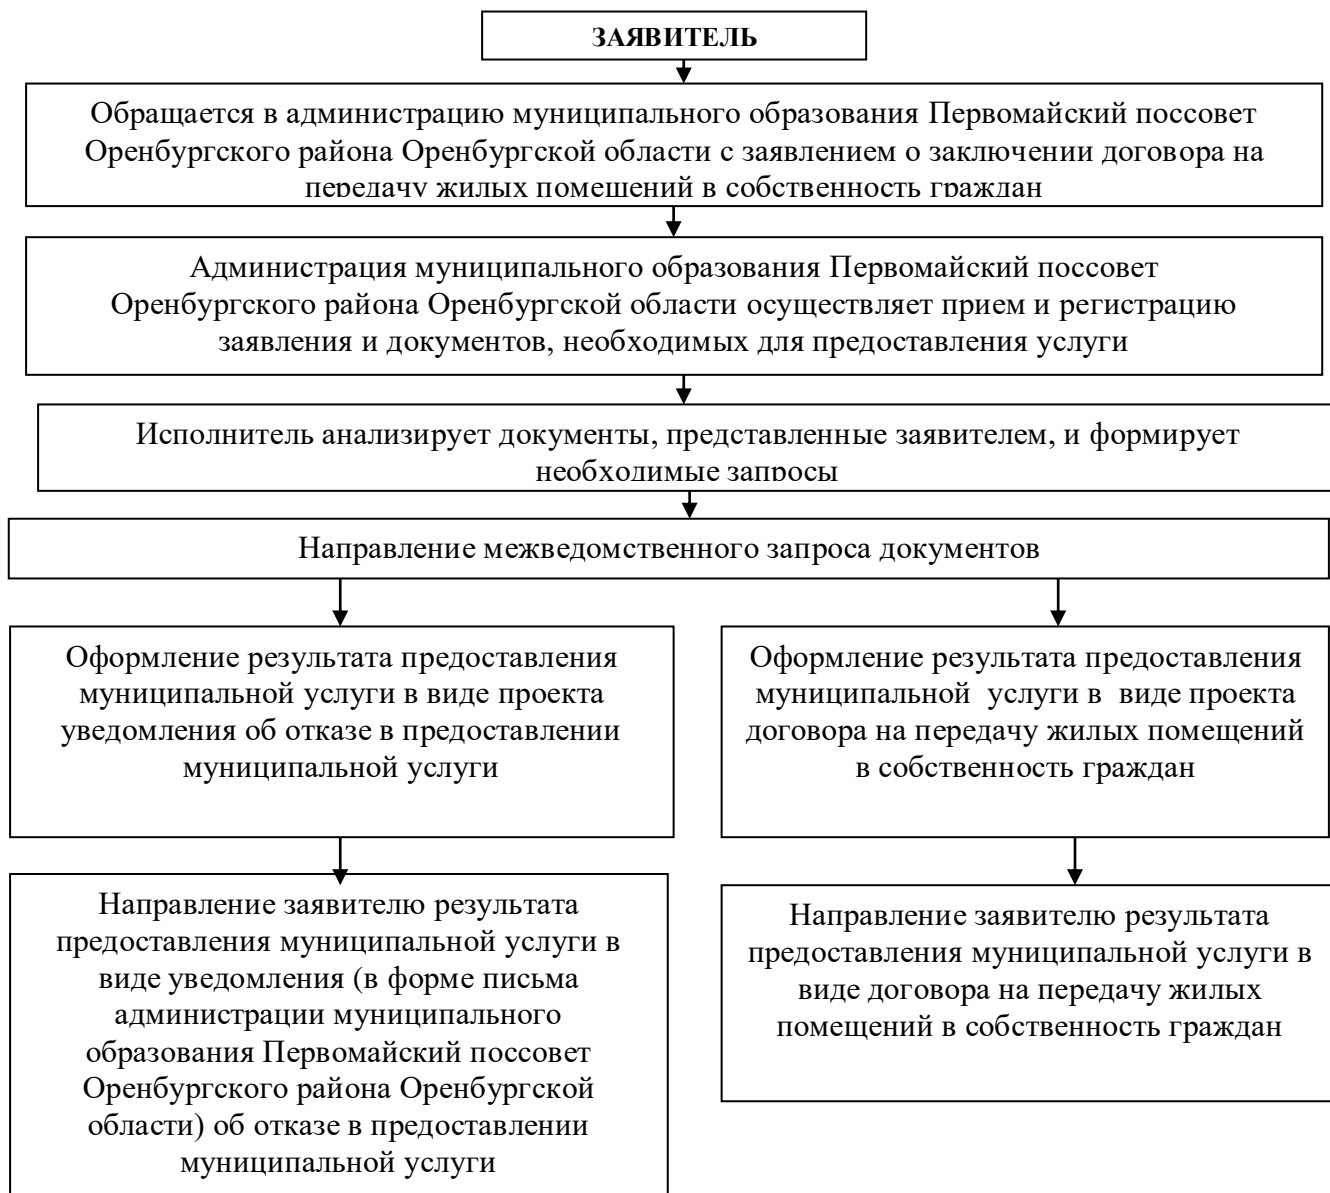 ЗАЯВИТЕЛЬ
Обращается в администрацию муниципального образования Первомайский поссовет
Оренбургского района Оренбургской области с заявлением о заключении договора на
передачу жилых помещений в собственность граждан
Администрация муниципального образования Первомайский поссовет
Оренбургского района Оренбургской области осуществляет прием и регистрацию
заявления и документов, необходимых для предоставления услуги
Исполнитель анализирует документы, представленные заявителем, и формирует
необходимые запросы
Направление межведомственного запроса документов
Оформление результата предоставления
муниципальной услуги в виде проекта
уведомления об отказе в предоставлении
муниципальной услуги
Оформление результата предоставления
муниципальной  услуги в  виде проекта
договора на передачу жилых помещений
в собственность граждан
Направление заявителю результата
предоставления муниципальной услуги в
виде уведомления (в форме письма
администрации муниципального
образования Первомайский поссовет
Оренбургского района Оренбургской
области) об отказе в предоставлении
муниципальной услуги
Направление заявителю результата
предоставления муниципальной услуги в
виде договора на передачу жилых
помещений в собственность граждан